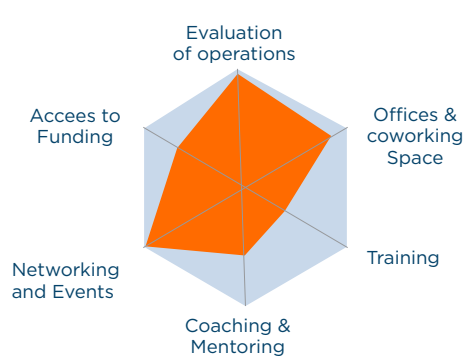 Evaluation
of operations
Offices &
coworking
Space
Training
Coaching &
Mentoring
Networking
and Events
Accees to
Funding